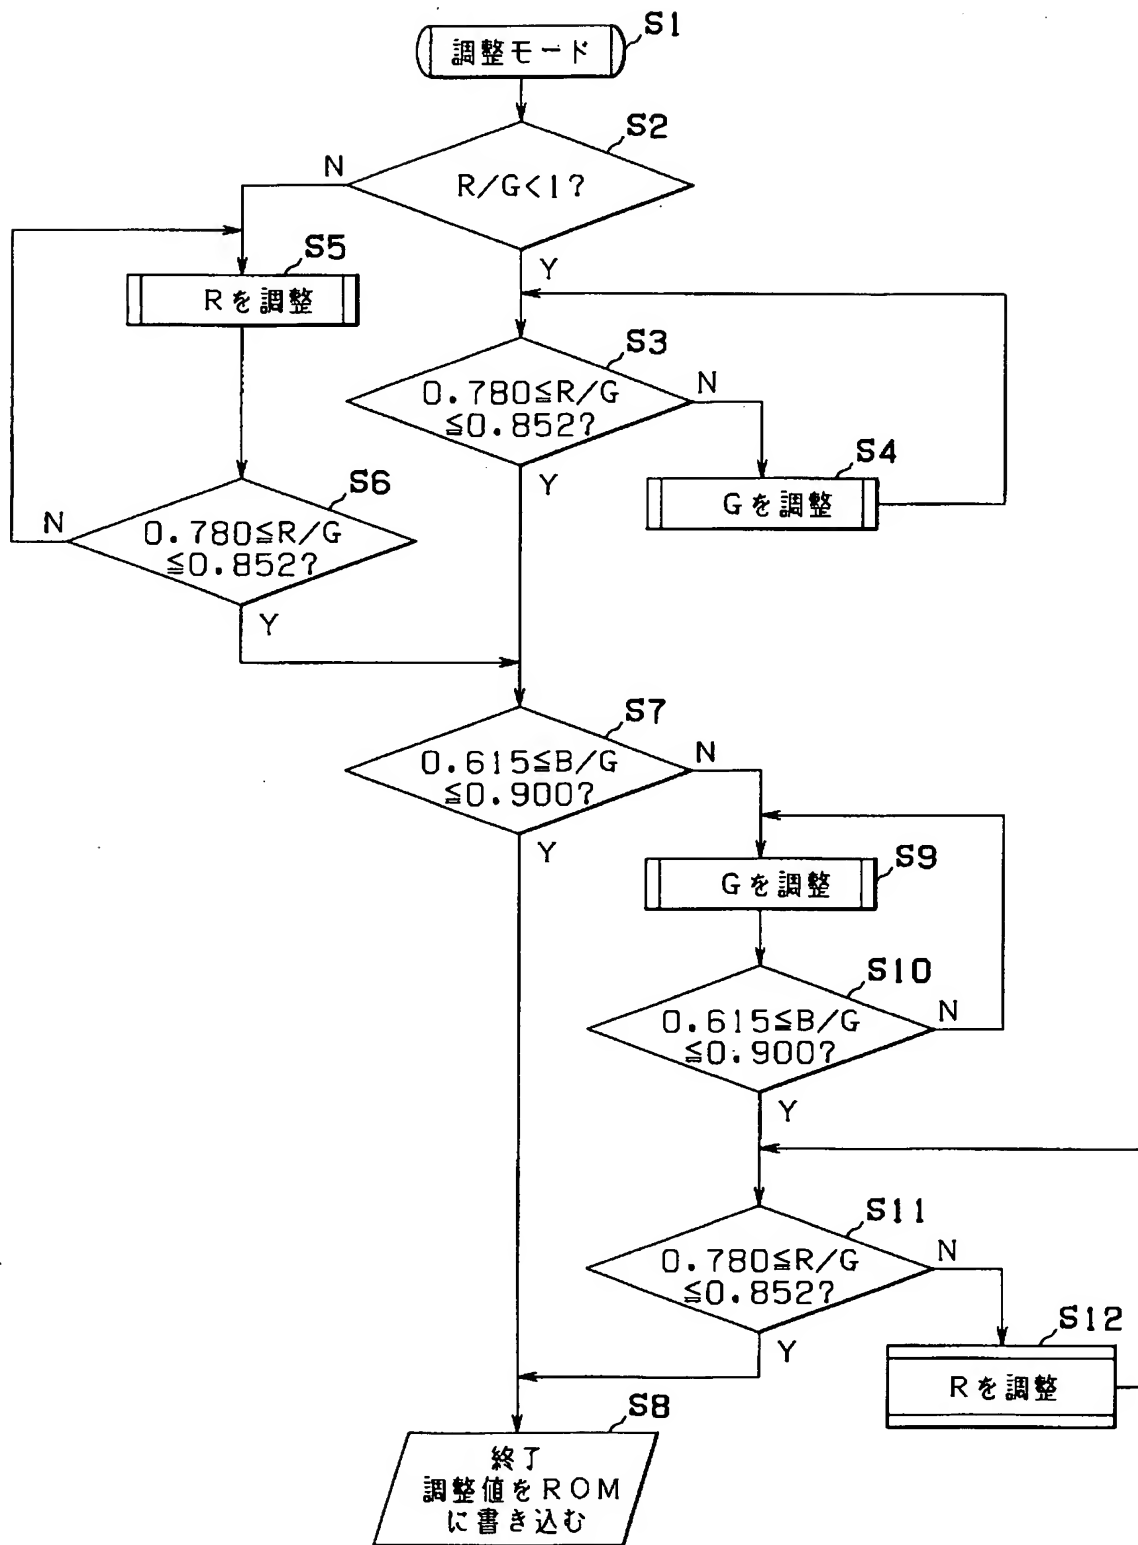 S1
調整モード
S2
N
R/G<1?
Y
S5
Rを調整
S3
0.780≦R/G
≦0.852?
N
Y
S4
Gを調整
S6
N
0.780≦R/G
≦0.852?
Y
S7
0.615≦B/G
≦0.900?
N
Y
S9
Gを調整
S10
0.615≦B/G
≦0.900?
N
Y
S11
0.780≦R/G
≦0.852?
N
Y
S12
Rを調整
S8
終了
調整値をROM
に書き込む